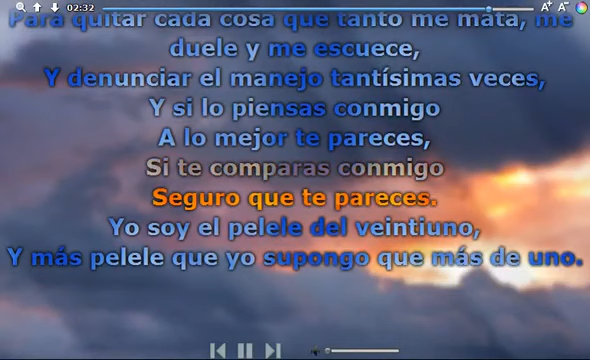 02:32 A+ A-
Para quitar cada cosa que tanto me mata, me
duele y me escuece,
Y denunciar el manejo tantísimas veces,
Y si lo piensas conmigo
A lo mejor te pareces,
Si te comparas conmigo
Seguro que te pareces.
Yo soy el pelele del veintiuno,
Y más pelele que yo supongo que más de uno.